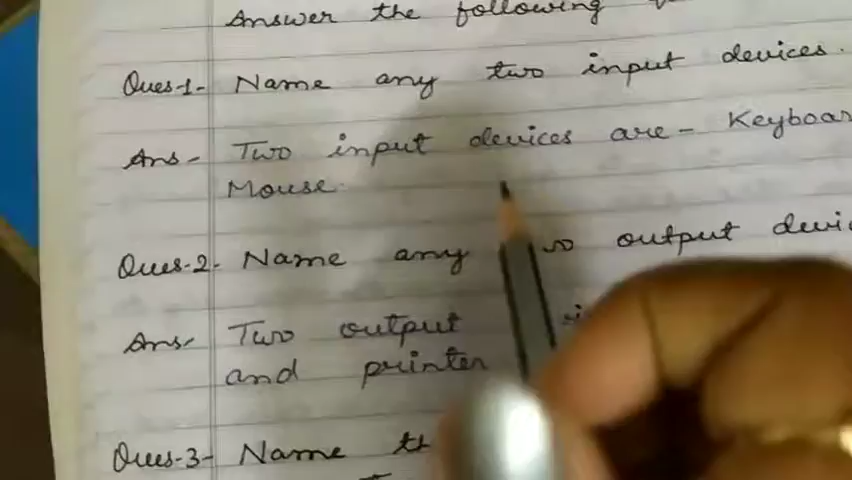 Answer the following
Ques-1- Name any two input devices.
Ans- Two input devices are - Keyboar
Mouse.
Ques-2- Name any output devi
Ans- Two output
and printer
Ques-3- Name th